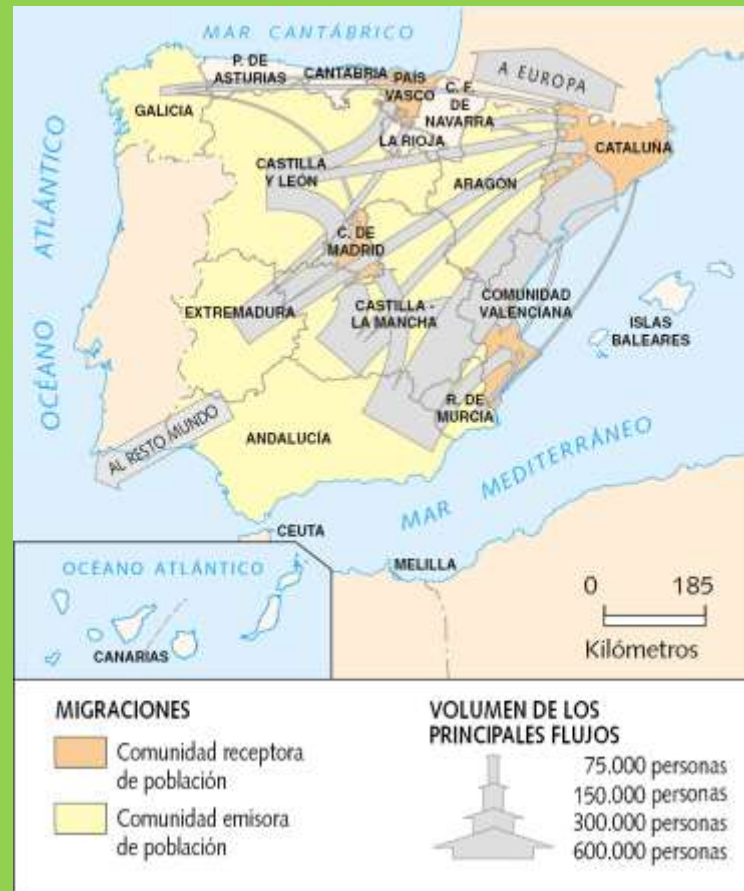 MAR CANTÁBRICO
P. DE
ASTURIAS
CANTABRIA
PAÍS
VASCO
C. F.
DE
NAVARRA
A EUROPA
GALICIA
LA RIOJA
CATALUÑA
CASTILLA
Y LEÓN
ARAGON
OCÉANO ATLÁNTICO
C. DE
MADRID
EXTREMADURA
CASTILLA -
LA MANCHA
COMUNIDAD
VALENCIANA
ISLAS
BALEARES
R. DE
MURCIA
AL RESTO MUNDO
ANDALUCÍA
MAR MEDITERRÁNEO
CEUTA
MELILLA
OCÉANO ATLÁNTICO
CANARIAS
0 185
Kilómetros
MIGRACIONES
Comunidad receptora
de población
Comunidad emisora
de población
VOLUMEN DE LOS
PRINCIPALES FLUJOS
75.000 personas
150.000 personas
300.000 personas
600.000 personas